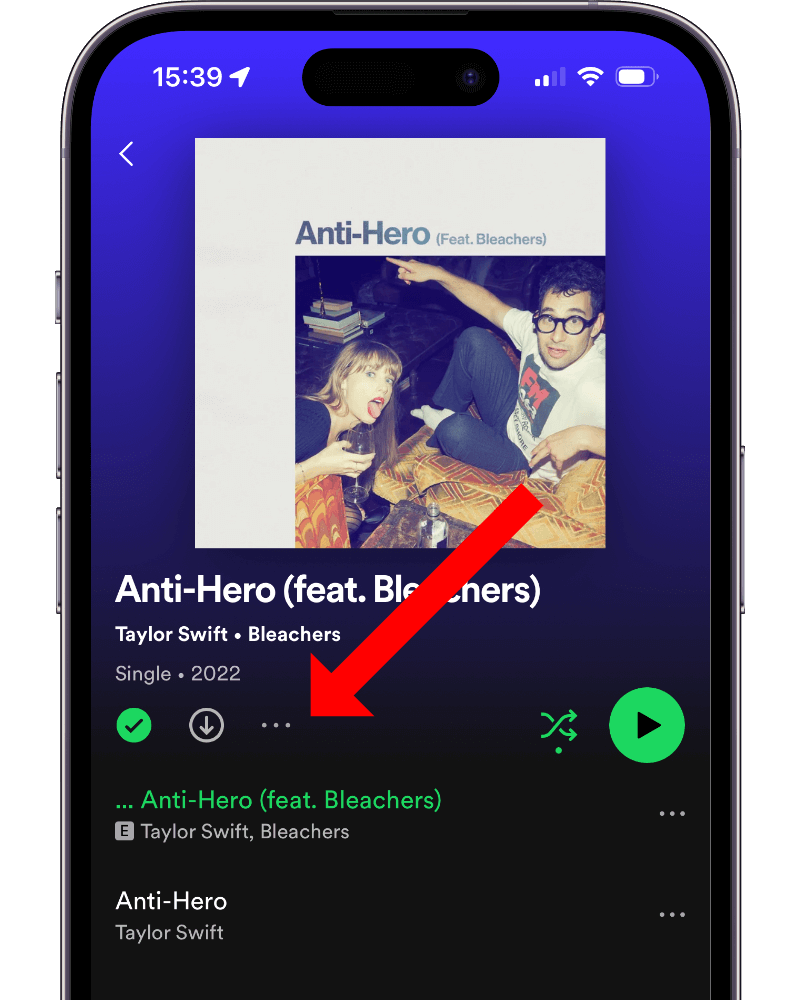 15:39
Anti-Hero (Feat. Bleachers)
FM
Anti-Hero (feat. Bleachers)
Taylor Swift • Bleachers
Single • 2022
... Anti-Hero (feat. Bleachers)
E Taylor Swift, Bleachers
Anti-Hero
Taylor Swift